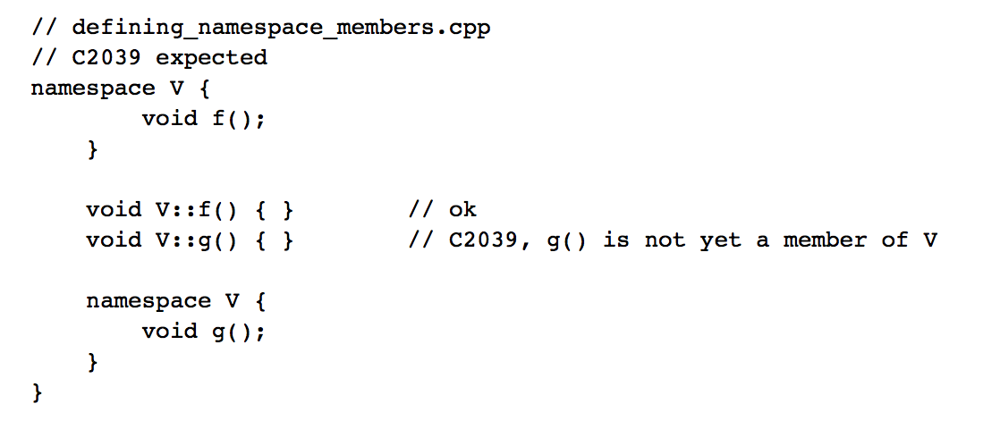 // defining_namespace_members.cpp
// C2039 expected
namespace V {
        void f();
    }

    void V::f() { }        // ok
    void V::g() { }        // C2039, g() is not yet a member of V

    namespace V {
        void g();
    }
}